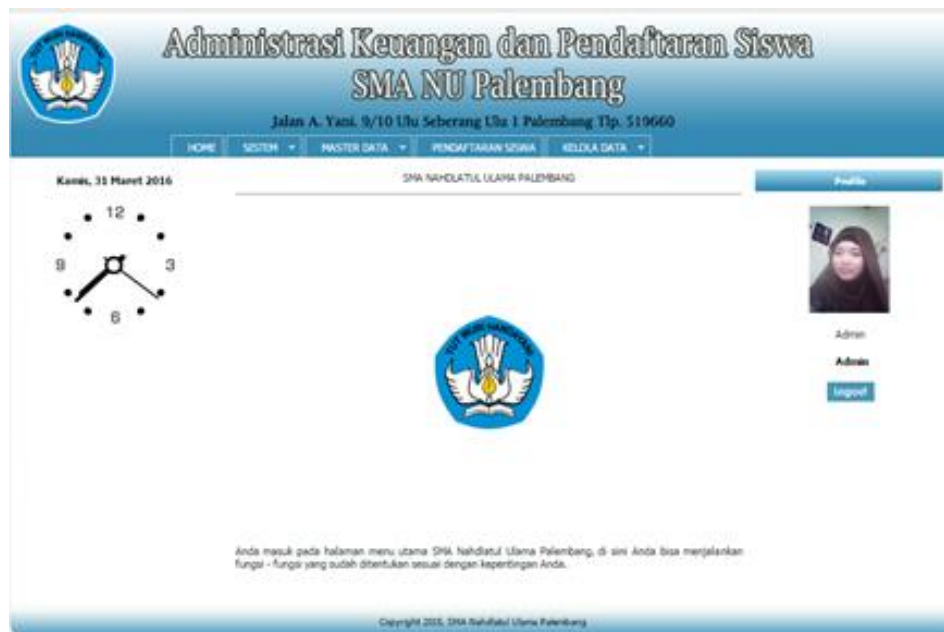 Administrasi Keuangan dan Pendaftaran Siswa
SMA NU Palembang
Jalan A. Yani. 9/10 Ulu Seberang Ulu 1 Palembang Tlp. 519660
HOME SISTEM MASTER DATA PENDAFTARAN SISWA KELOLA DATA
Kamis, 31 Maret 2016
12
9
3
6
SMA NAHDLATUL ULAMA PALEMBANG
TUT WURI HANDAYANI
Anda masuk pada halaman menu utama SMA Nahdlatul Ulama Palembang, di sini Anda bisa menjalankan
fungsi - fungsi yang sudah ditentukan sesuai dengan kepentingan Anda.
Profile
Admin
Admin
Logout
Copyright SMA Nahdlatul Ulama Palembang